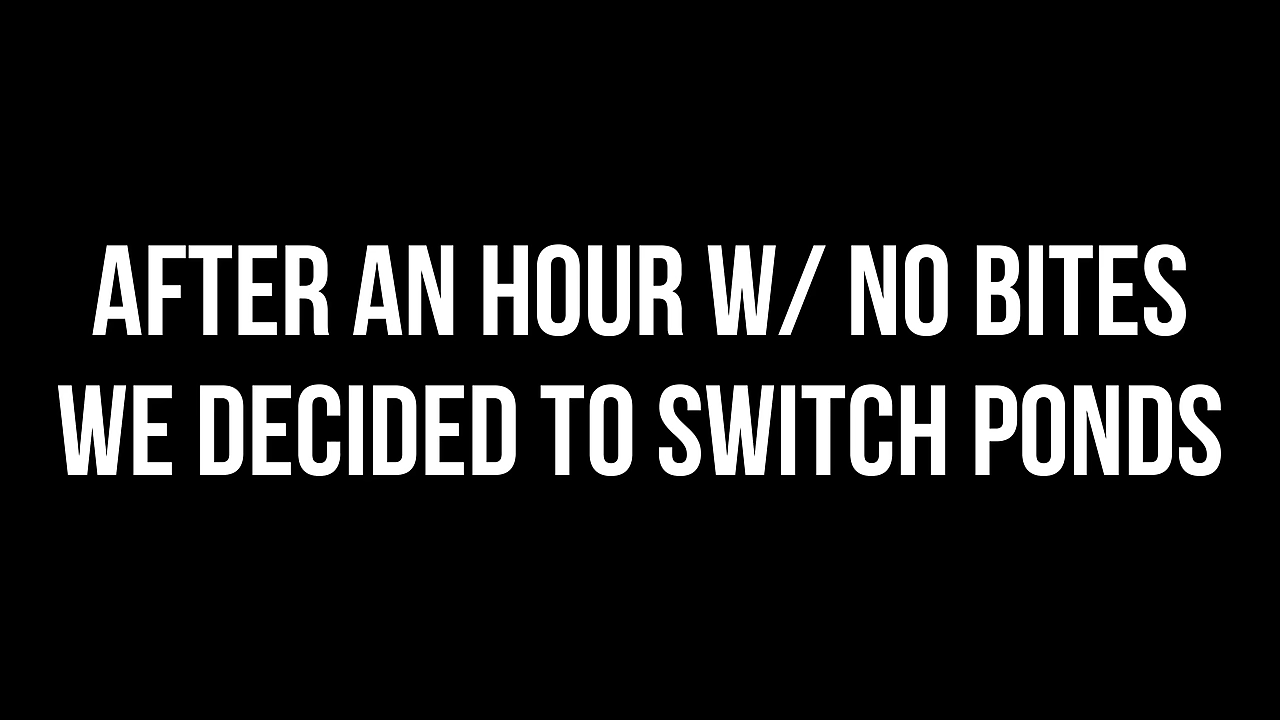 AFTER AN HOUR W/ NO BITES
WE DECIDED TO SWITCH PONDS